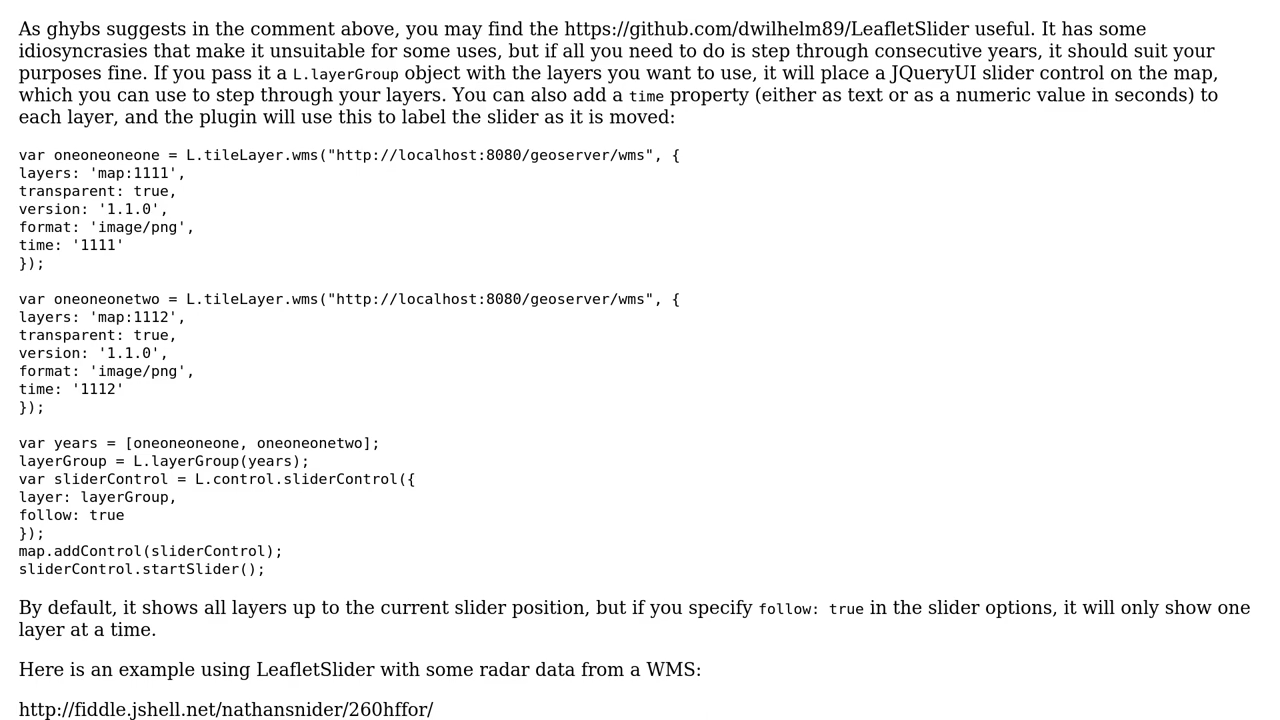 As ghybs suggests in the comment above, you may find the https://github.com/dwilhelm89/LeafletSlider useful. It has some
idiosyncrasies that make it unsuitable for some uses, but if all you need to do is step through consecutive years, it should suit your
purposes fine. If you pass it a L.layerGroup object with the layers you want to use, it will place a JQueryUI slider control on the map,
which you can use to step through your layers. You can also add a time property (either as text or as a numeric value in seconds) to
each layer, and the plugin will use this to label the slider as it is moved:
var oneoneoneone = L.tileLayer.wms("http://localhost:8080/geoserver/wms", {
layers: 'map:1111',
transparent: true,
version: '1.1.0',
format: 'image/png',
time: '1111'
});
var oneoneonetwo = L.tileLayer.wms("http://localhost:8080/geoserver/wms", {
layers: 'map:1112',
transparent: true,
version: '1.1.0',
format: 'image/png',
time: '1112'
});
var years = [oneoneoneone, oneoneonetwo];
layerGroup = L.layerGroup(years);
var sliderControl = L.control.sliderControl({
layer: layerGroup,
follow: true
});
map.addControl(sliderControl);
sliderControl.startSlider();
By default, it shows all layers up to the current slider position, but if you specify follow: true in the slider options, it will only show one
layer at a time.
Here is an example using LeafletSlider with some radar data from a WMS:
http://fiddle.jshell.net/nathansnider/260hffor/